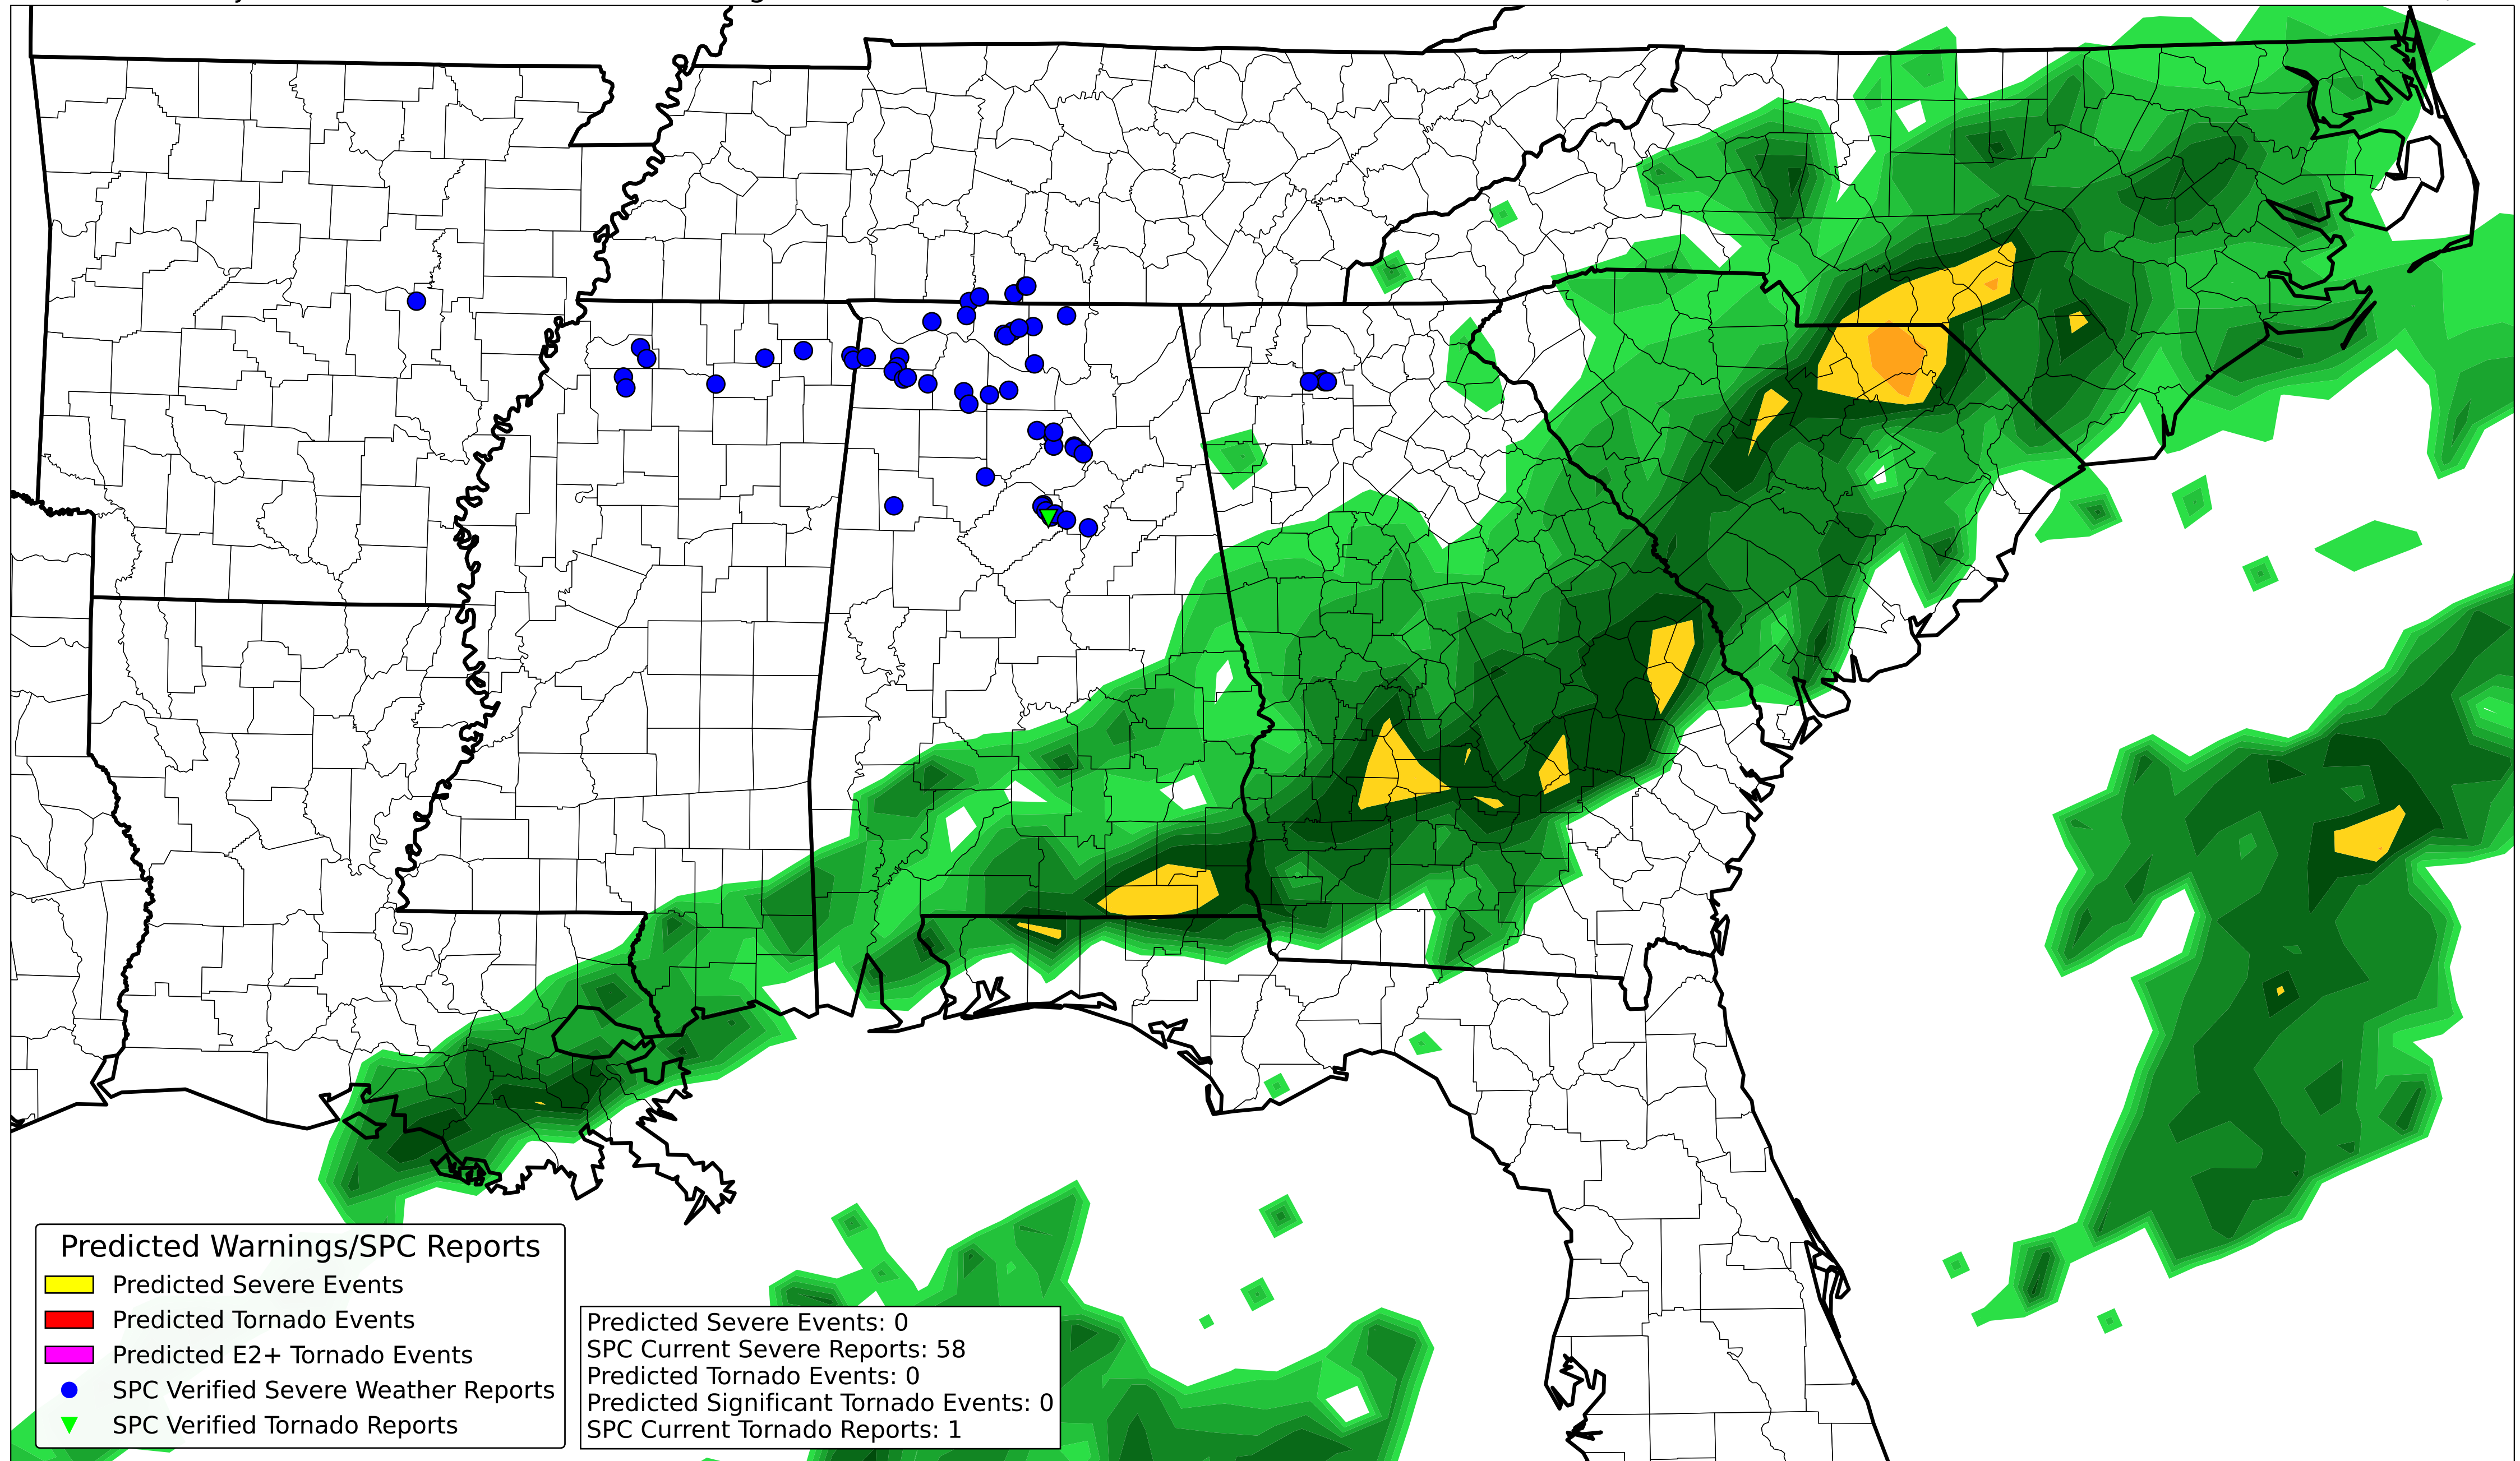 Predicted Warnings/SPC Reports
Predicted Severe Events
Predicted Tornado Events
Predicted E2+ Tornado Events
SPC Verified Severe Weather Reports
SPC Verified Tornado Reports
Predicted Severe Events: 0
SPC Current Severe Reports: 58
Predicted Tornado Events: 0
Predicted Significant Tornado Events: 0
SPC Current Tornado Reports: 1